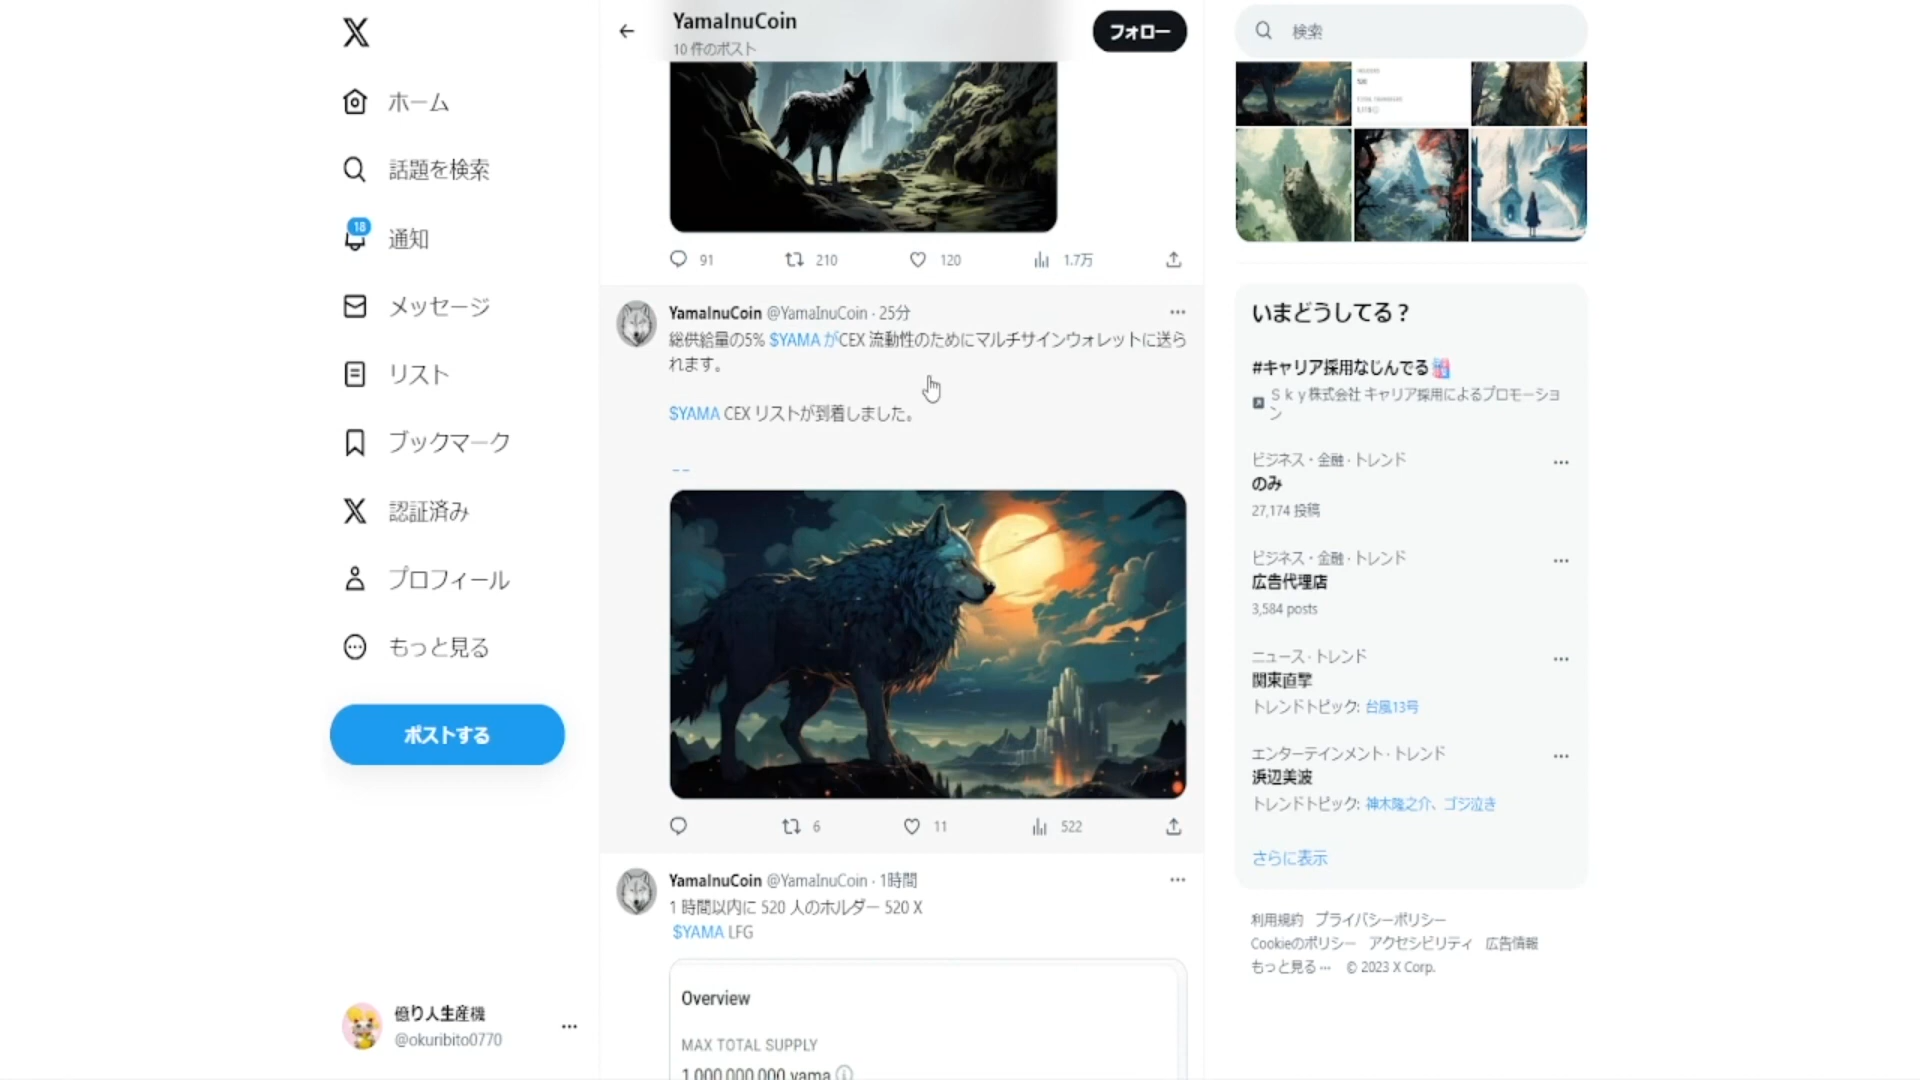 ホーム
話題を検索
18
通知
メッセージ
リスト
ブックマーク
認証済み
プロフィール
もっと見る
ポストする
億り人生産機
@okuribito0770
YamaInuCoin
10 件のポスト
フォロー
91 210 120 1.7万
YamaInuCoin @YamaInuCoin · 25分
総供給量の5% $YAMA がCEX 流動性のためにマルチサインウォレットに送ら
れます。
$YAMA CEX リストが到着しました。
6 11 522
YamaInuCoin @YamaInuCoin · 1時間
1 時間以内に 520 人のホルダー 520 X
$YAMA LFG
Overview
MAX TOTAL SUPPLY
1,000,000,000 yama
検索
520
いまどうしてる？
#キャリア採用なじんでる
Ｓｋｙ株式会社 キャリア採用によるプロモーショ
ン
ビジネス・金融 · トレンド
のみ
27,174 投稿
ビジネス・金融 · トレンド
広告代理店
3,584 posts
ニュース · トレンド
関東直撃
トレンドトピック: 台風13号
エンターテインメント · トレンド
浜辺美波
トレンドトピック: 神木隆之介、ゴジ泣き
さらに表示
利用規約 プライバシーポリシー
Cookieのポリシー アクセシビリティ 広告情報
もっと見る … © 2023 X Corp.